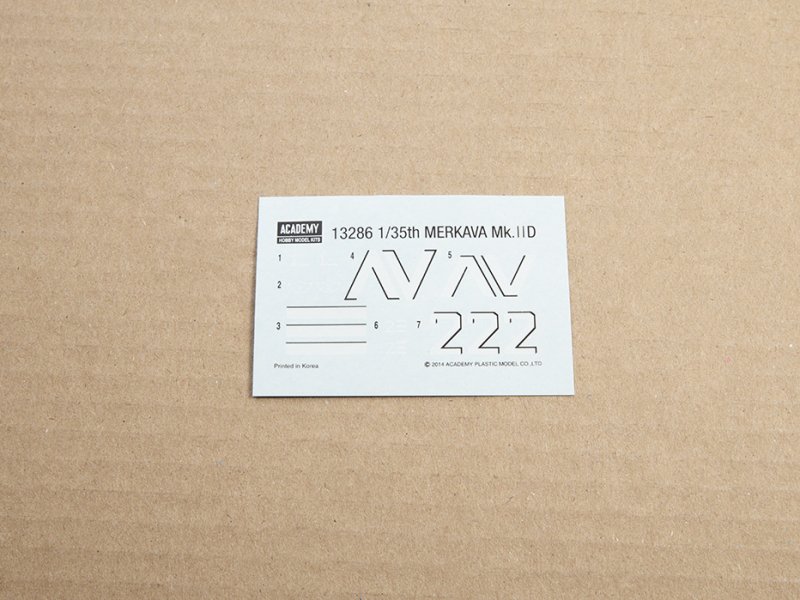 ACADEMY
HOBBY MODEL KITS
13286 1/35th MERKAVA Mk.IID
1
4
5
2
3
6
7
222
Printed in Korea
© 2014 ACADEMY PLASTIC MODEL CO.,LTD